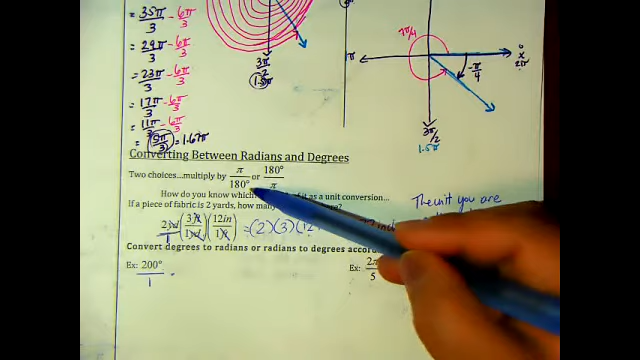 = 35π/3 - 6π/3
= 29π/3 - 6π/3
= 23π/3 - 6π/3
= 17π/3 - 6π/3
= 11π/3 - 6π/3
= 5π/3 = 1.67π
3π/2
1.5π
7π/4
π
0
2π
-π/4
3π/2
1.5π
Converting Between Radians and Degrees
Two choices...multiply by π/180° or 180°/π
How do you know which as a unit conversion...
If a piece of fabric is 2 yards, how many
2yd/1 (3ft/1yd)(12in/1ft) = (2)(3)(12
The unit you
Convert degrees to radians or radians to degrees
Ex: 200°/1 ·
Ex: 2π/5